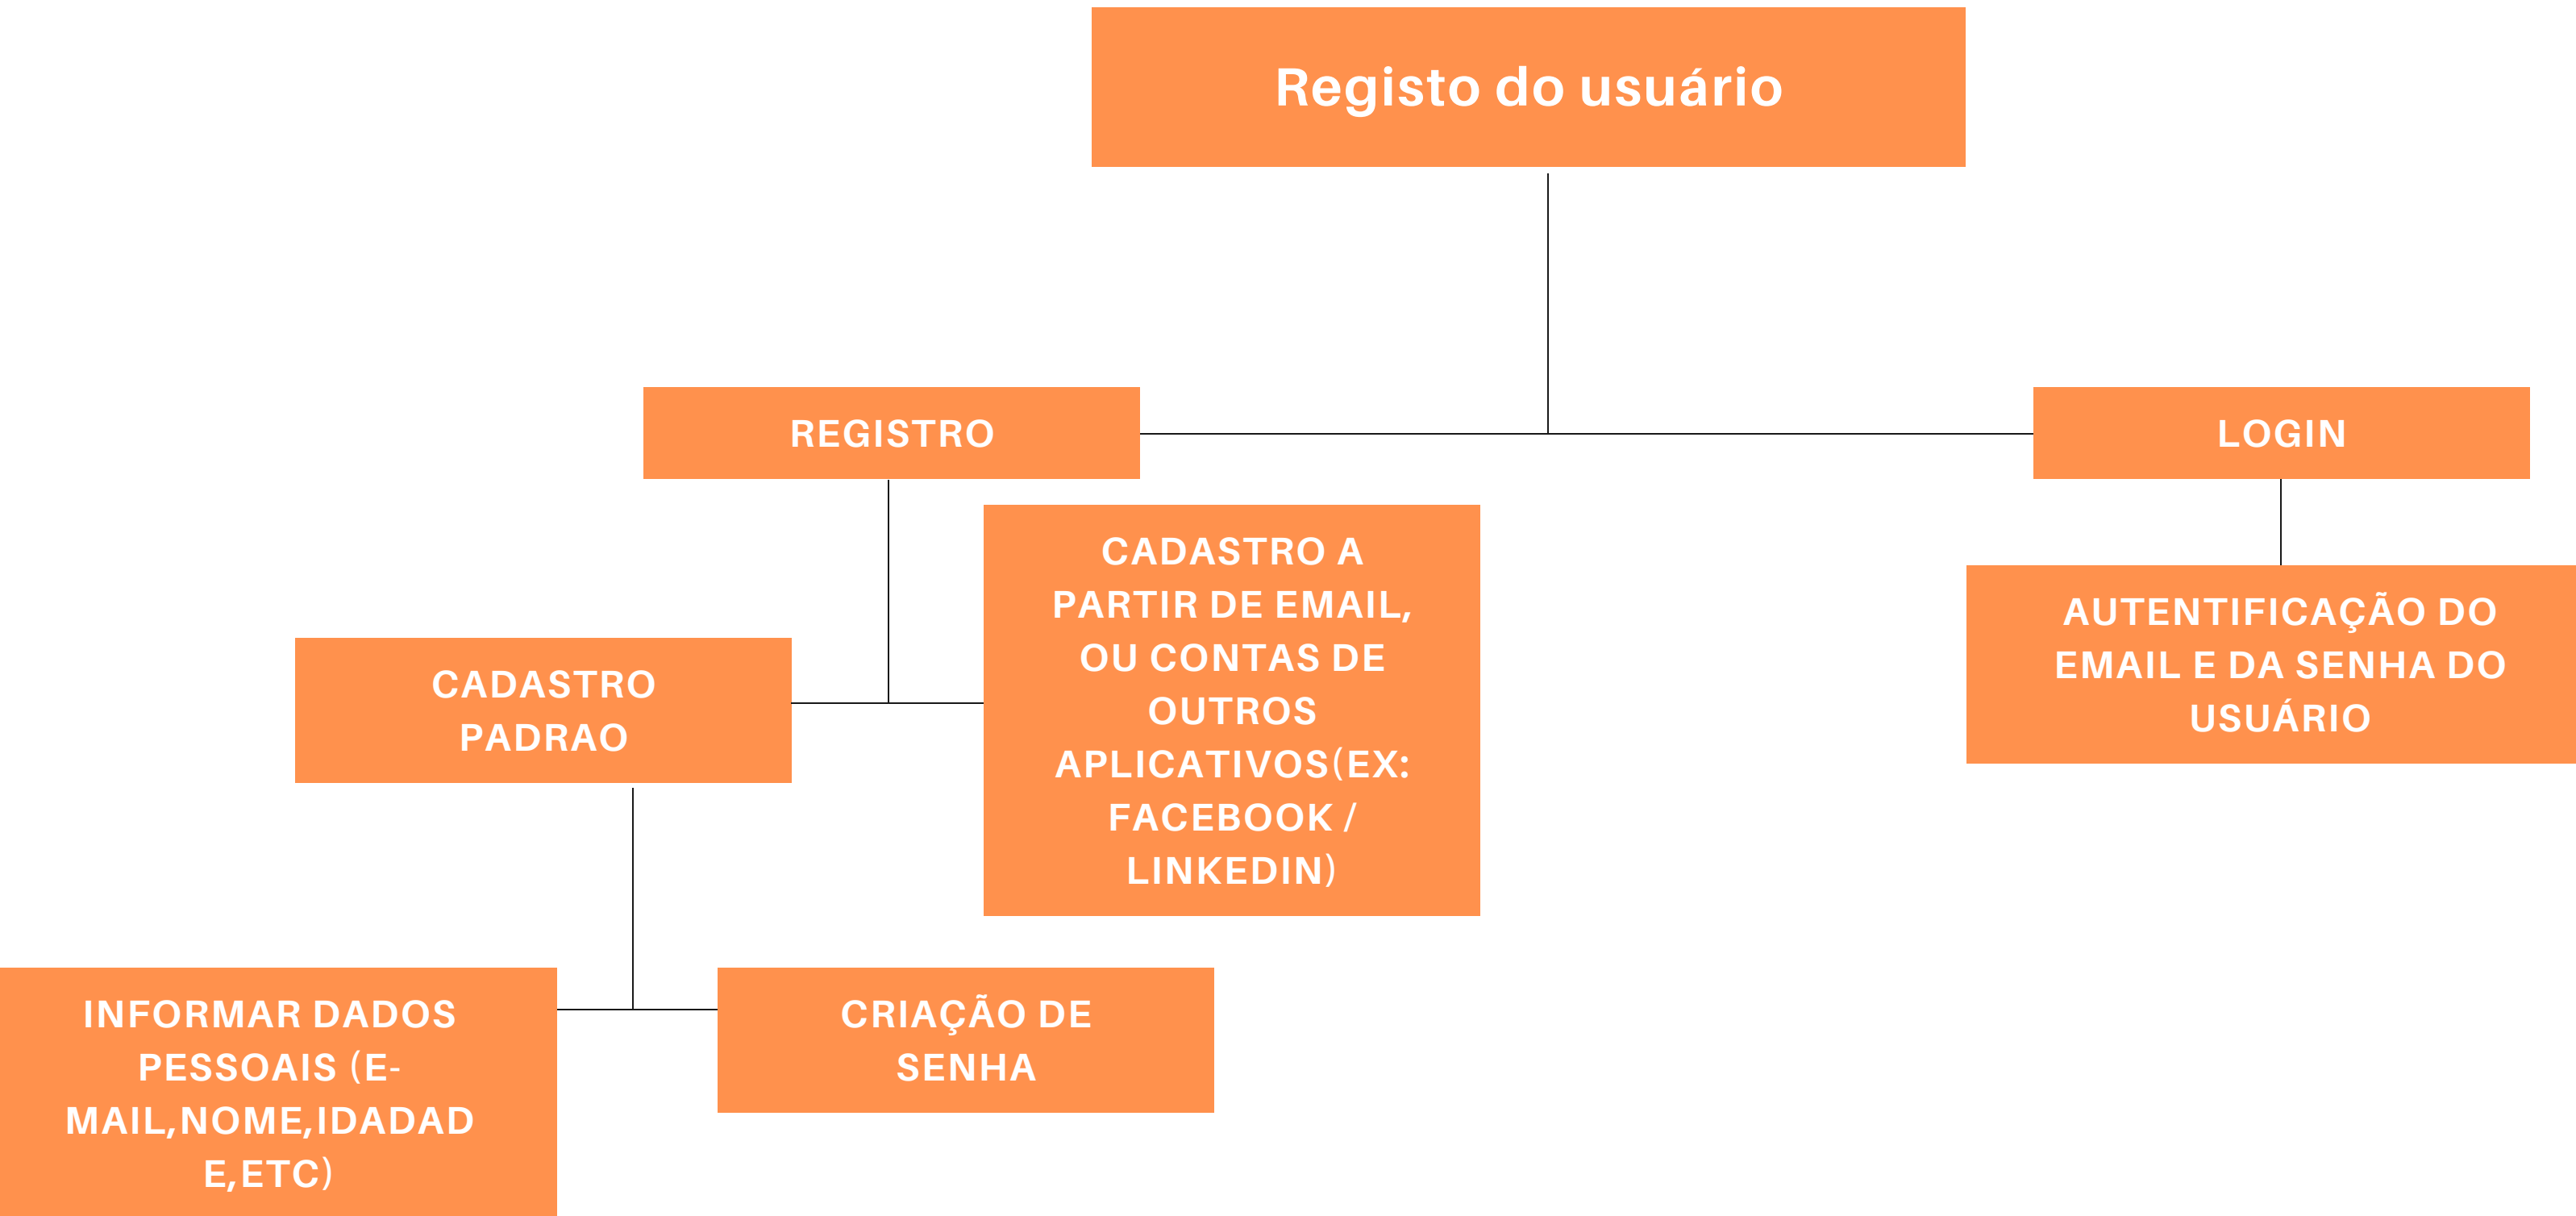 Registo do usuário
REGISTRO
LOGIN
CADASTRO A
PARTIR DE EMAIL,
OU CONTAS DE
OUTROS
APLICATIVOS(EX:
FACEBOOK /
LINKEDIN)
AUTENTIFICAÇÃO DO
EMAIL E DA SENHA DO
USUÁRIO
CADASTRO
PADRAO
INFORMAR DADOS
PESSOAIS (E-
MAIL,NOME,IDADAD
E,ETC)
CRIAÇÃO DE
SENHA